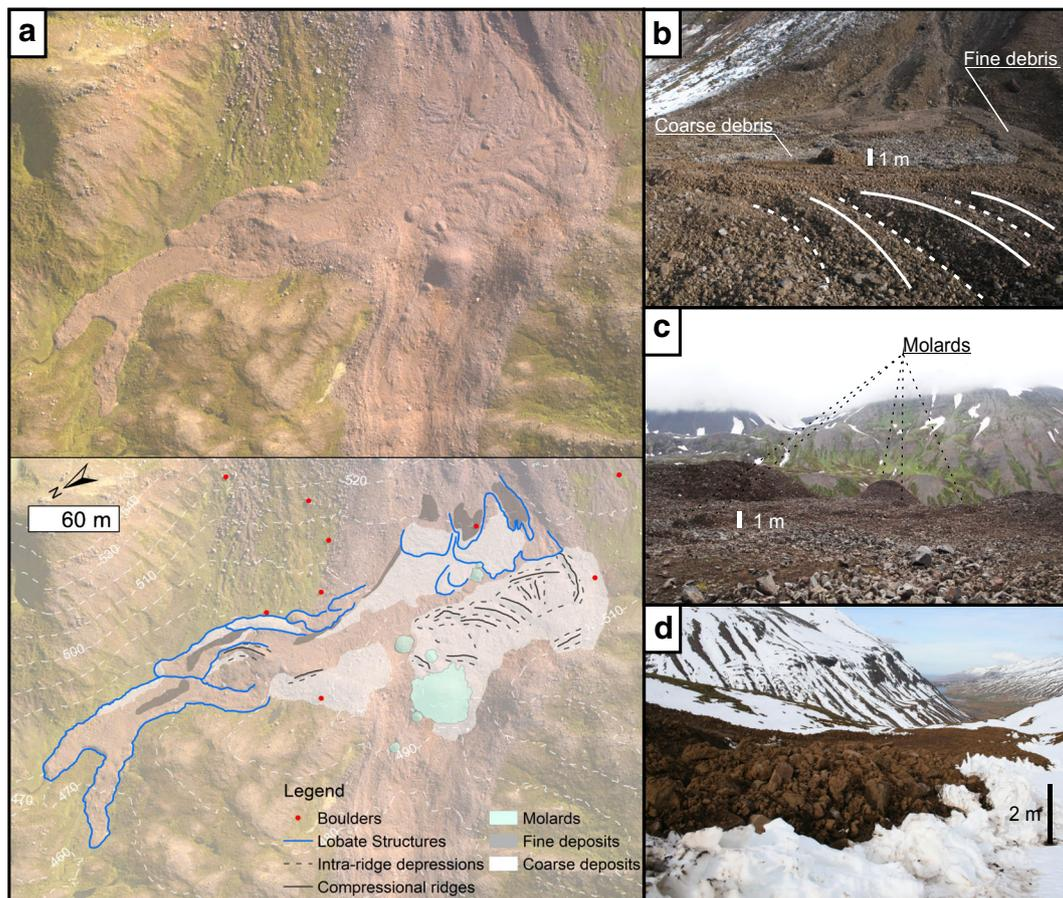 a
N
60 m
520
540
530
510
500
510
490
470
470
460
Legend
Boulders
Lobate Structures
Intra-ridge depressions
Compressional ridges
Molards
Fine deposits
Coarse deposits
b
Fine debris
Coarse debris
1 m
c
Molards
1 m
d
2 m